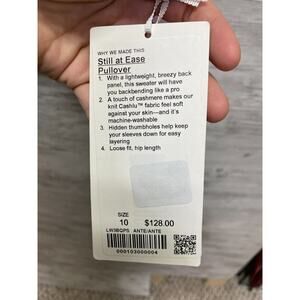 WHY WE MADE THIS
Still at Ease
Pullover
1. With a lightweight, breezy back
panel, this sweater will have
you backbending like a pro
2. A touch of cashmere makes our
knit Cashlu™ fabric feel soft
against your skin—and it's
machine-washable
3. Hidden thumbholes help keep
your sleeves down for easy
layering
4. Loose fit, hip length
SIZE
10 $128.00
LW3BQPS ANTE/ANTE
000103000004